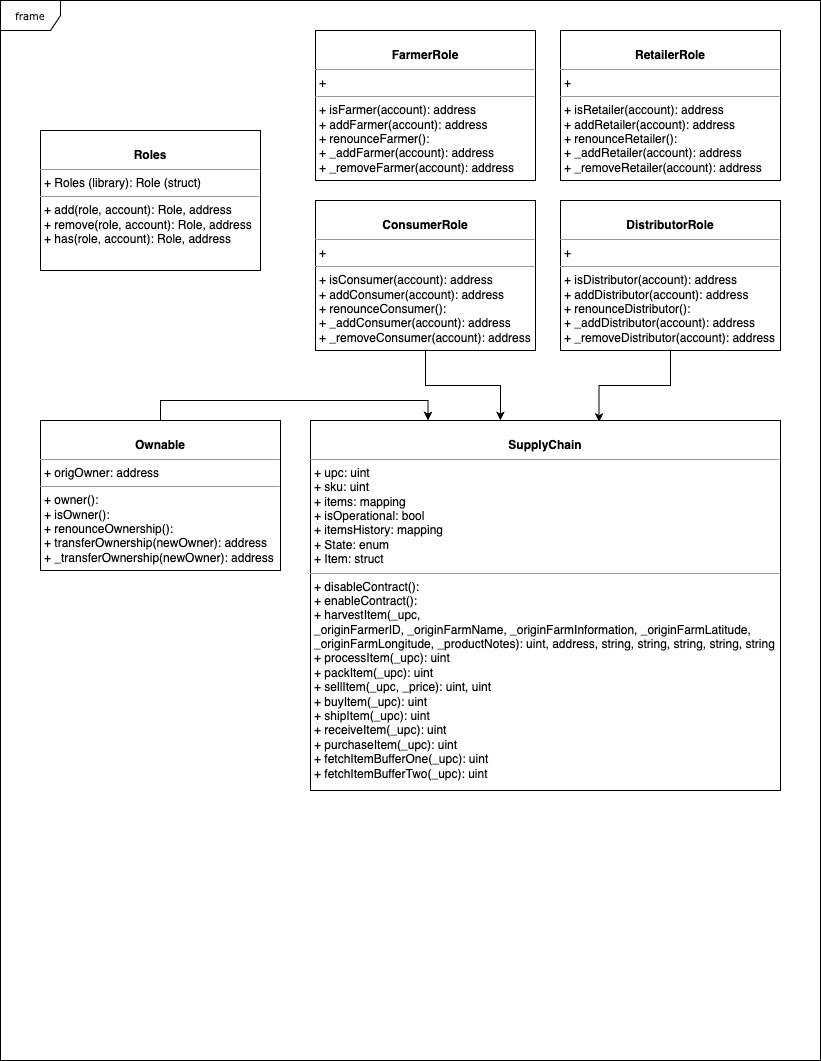 frame
FarmerRole
+
+ isFarmer(account): address
+ addFarmer(account): address
+ renounceFarmer():
+ _addFarmer(account): address
+ _removeFarmer(account): address
RetailerRole
+
+ isRetailer(account): address
+ addRetailer(account): address
+ renounceRetailer():
+ _addRetailer(account): address
+ _removeRetailer(account): address
Roles
+ Roles (library): Role (struct)
+ add(role, account): Role, address
+ remove(role, account): Role, address
+ has(role, account): Role, address
ConsumerRole
+
+ isConsumer(account): address
+ addConsumer(account): address
+ renounceConsumer():
+ _addConsumer(account): address
+ _removeConsumer(account): address
DistributorRole
+
+ isDistributor(account): address
+ addDistributor(account): address
+ renounceDistributor():
+ _addDistributor(account): address
+ _removeDistributor(account): address
Ownable
+ origOwner: address
+ owner():
+ isOwner():
+ renounceOwnership():
+ transferOwnership(newOwner): address
+ _transferOwnership(newOwner): address
SupplyChain
+ upc: uint
+ sku: uint
+ items: mapping
+ isOperational: bool
+ itemsHistory: mapping
+ State: enum
+ Item: struct
+ disableContract():
+ enableContract():
+ harvestItem(_upc,
_originFarmerID, _originFarmName, _originFarmInformation, _originFarmLatitude,
_originFarmLongitude, _productNotes): uint, address, string, string, string, string, string
+ processItem(_upc): uint
+ packItem(_upc): uint
+ sellItem(_upc, _price): uint, uint
+ buyItem(_upc): uint
+ shipItem(_upc): uint
+ receiveItem(_upc): uint
+ purchaseItem(_upc): uint
+ fetchItemBufferOne(_upc): uint
+ fetchItemBufferTwo(_upc): uint